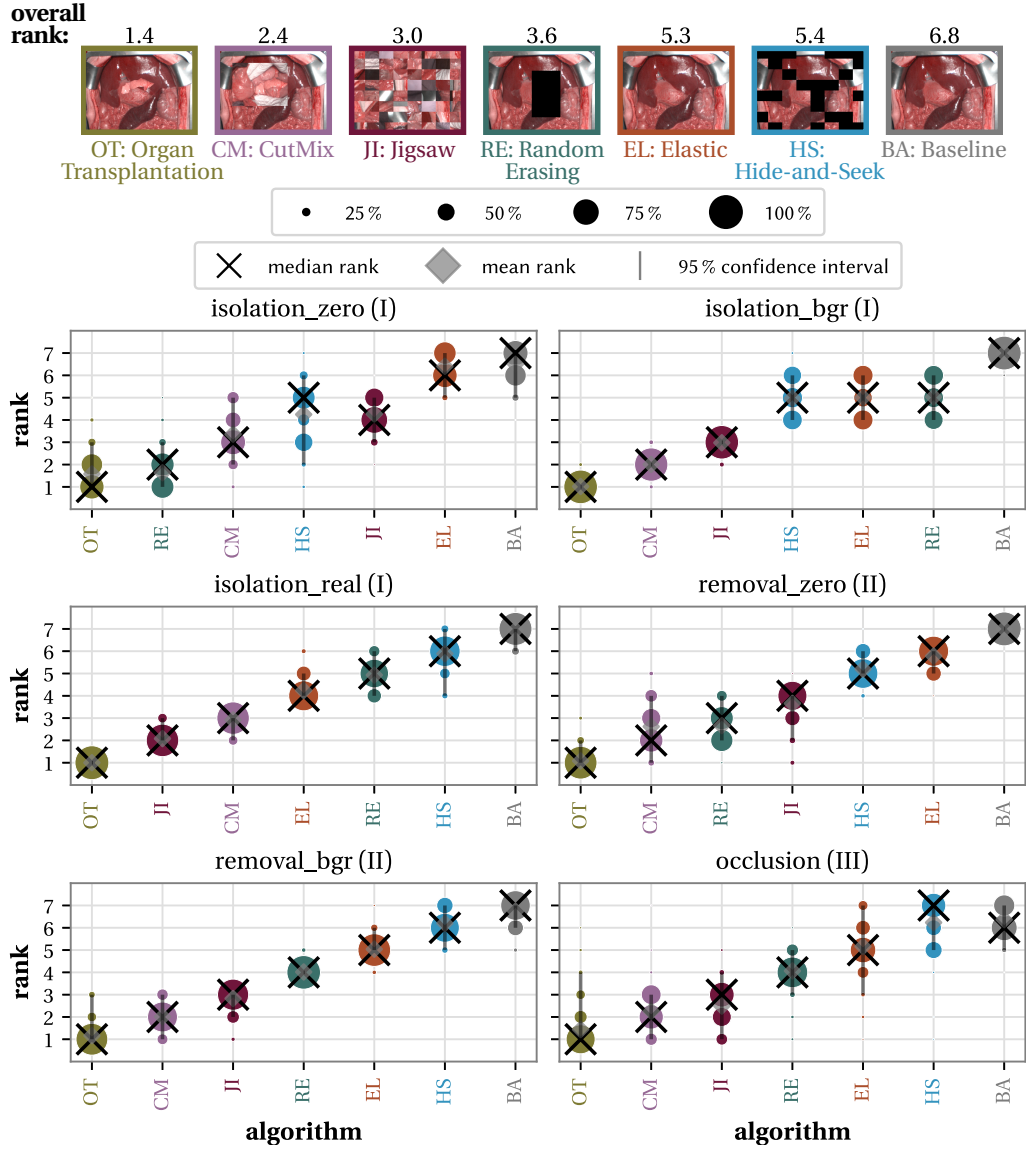 overall
rank:
1.4 2.4 3.0 3.6 5.3 5.4 6.8
OT: Organ
Transplantation
CM: CutMix
JI: Jigsaw
RE: Random
Erasing
EL: Elastic
HS:
Hide-and-Seek
BA: Baseline
25 % 50 % 75 % 100 %
median rank mean rank 95 % confidence interval
isolation_zero (I)
rank
7
6
5
4
3
2
1
OT RE CM HS JI EL BA
isolation_bgr (I)
OT CM JI HS EL RE BA
isolation_real (I)
rank
7
6
5
4
3
2
1
OT JI CM EL RE HS BA
removal_zero (II)
OT CM RE JI HS EL BA
removal_bgr (II)
rank
7
6
5
4
3
2
1
OT CM JI RE EL HS BA
algorithm
occlusion (III)
OT CM JI RE EL HS BA
algorithm